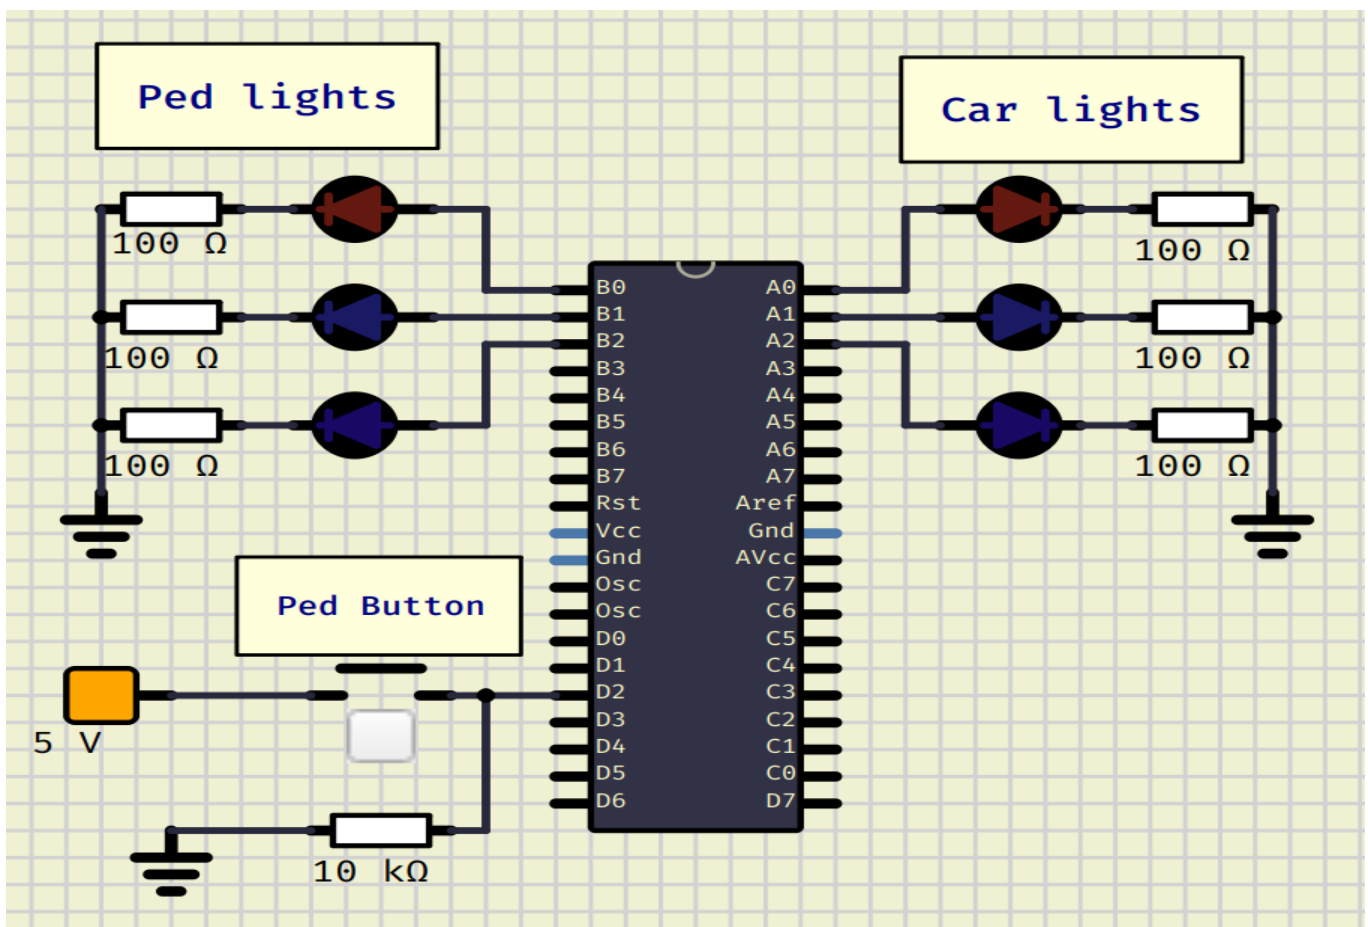 Ped lights
Car lights
100 Ω
100 Ω
100 Ω
100 Ω
100 Ω
100 Ω
B0 A0
B1 A1
B2 A2
B3 A3
B4 A4
B5 A5
B6 A6
B7 A7
Rst Aref
Vcc Gnd
Gnd AVcc
Osc C7
Osc C6
D0 C5
D1 C4
D2 C3
D3 C2
D4 C1
D5 C0
D6 D7
Ped Button
5 V
10 kΩ